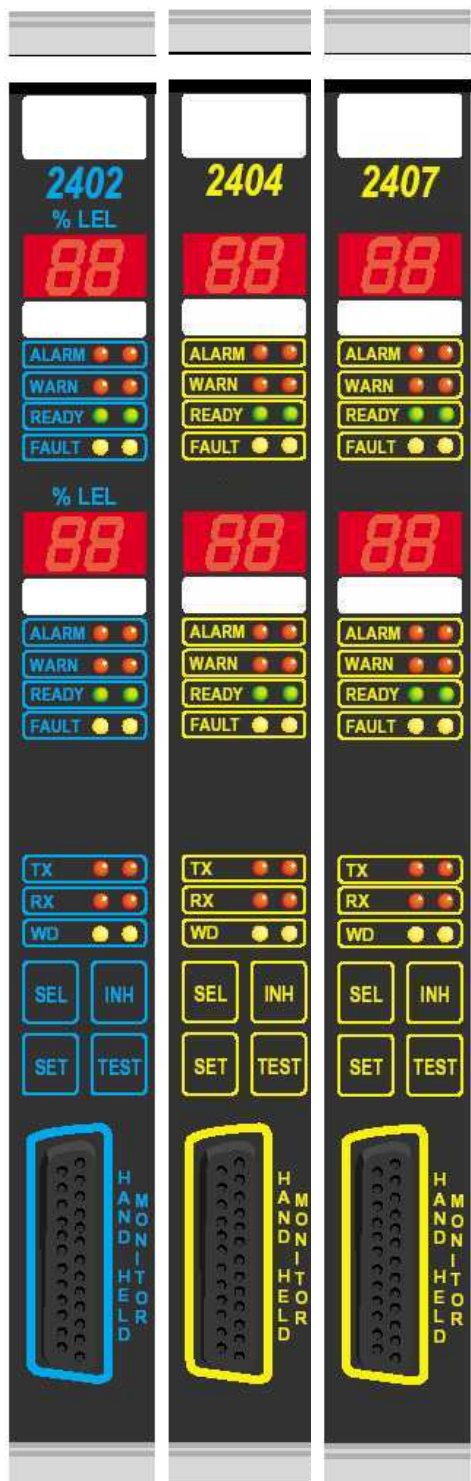 2402
% LEL
88
ALARM
WARN
READY
FAULT
% LEL
88
ALARM
WARN
READY
FAULT
TX
RX
WD
SEL INH
SET TEST
HAND HELD
MONITOR
2404
88
ALARM
WARN
READY
FAULT
88
ALARM
WARN
READY
FAULT
TX
RX
WD
SEL INH
SET TEST
HAND HELD
MONITOR
2407
88
ALARM
WARN
READY
FAULT
88
ALARM
WARN
READY
FAULT
TX
RX
WD
SEL INH
SET TEST
HAND HELD
MONITOR